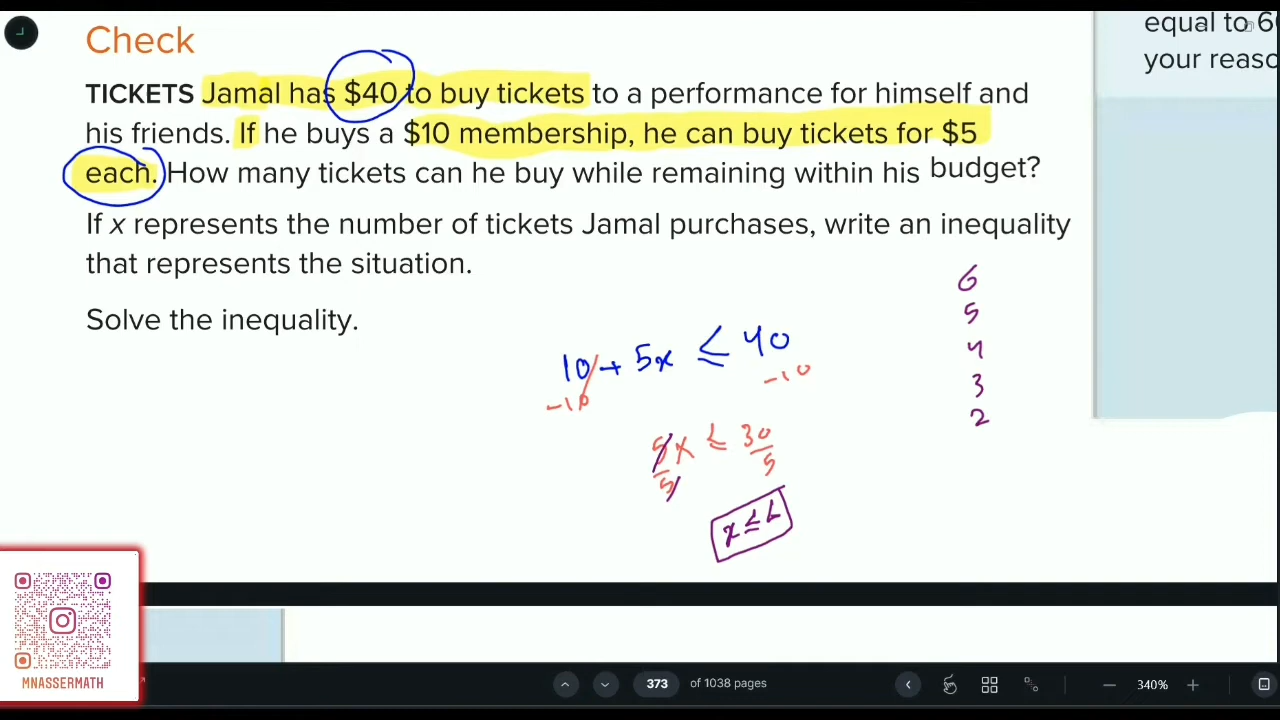 Check
TICKETS Jamal has $40 to buy tickets to a performance for himself and
his friends. If he buys a $10 membership, he can buy tickets for $5
each. How many tickets can he buy while remaining within his budget?
If x represents the number of tickets Jamal purchases, write an inequality
that represents the situation.
Solve the inequality.
10 + 5x ≤ 40
-10 -10
5x ≤ 30
5 5
x ≤ 6
6
5
4
3
2
equal to 6
your reaso
MNASSERMATH
373 of 1038 pages
340%